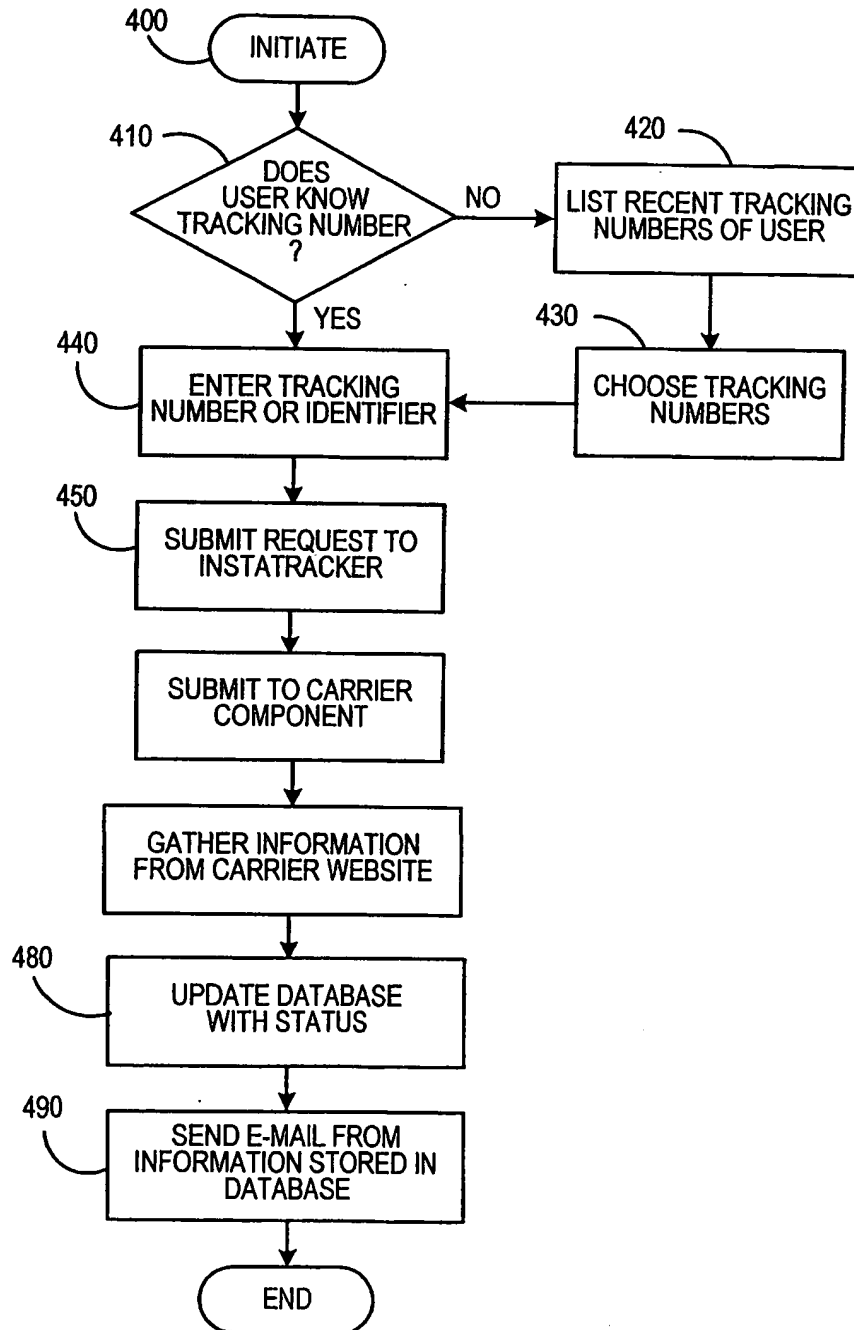 400
INITIATE
410
DOES
USER KNOW
TRACKING NUMBER
?
NO
420
LIST RECENT TRACKING
NUMBERS OF USER
YES
430
CHOOSE TRACKING
NUMBERS
440
ENTER TRACKING
NUMBER OR IDENTIFIER
450
SUBMIT REQUEST TO
INSTATRACKER
SUBMIT TO CARRIER
COMPONENT
GATHER INFORMATION
FROM CARRIER WEBSITE
480
UPDATE DATABASE
WITH STATUS
490
SEND E-MAIL FROM
INFORMATION STORED IN
DATABASE
END